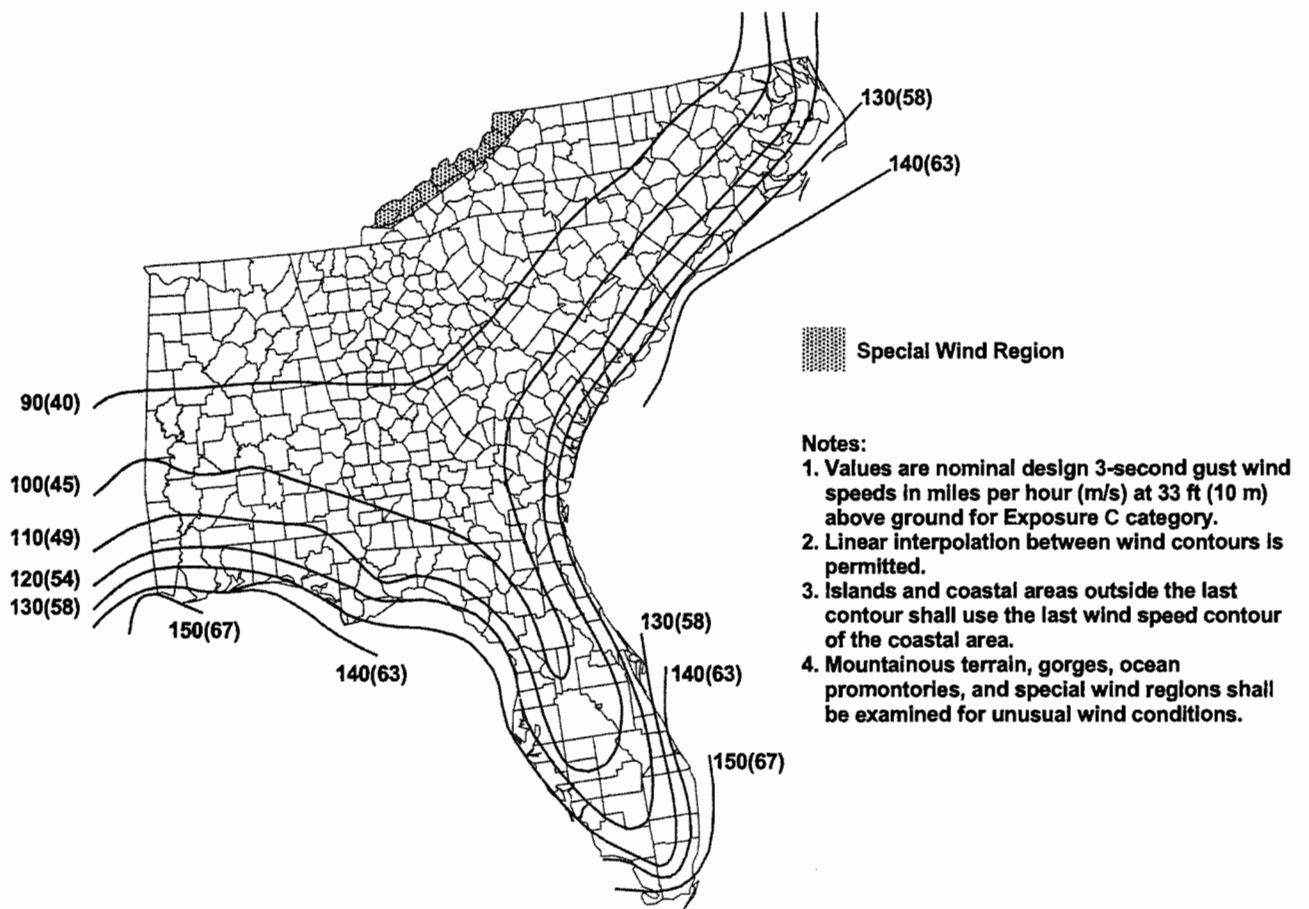 130(58)
140(63)
Special Wind Region
90(40)
100(45)
110(49)
120(54)
130(58)
150(67)
140(63)
130(58)
140(63)
150(67)
Notes:
1. Values are nominal design 3-second gust wind
speeds in miles per hour (m/s) at 33 ft (10 m)
above ground for Exposure C category.
2. Linear interpolation between wind contours is
permitted.
3. Islands and coastal areas outside the last
contour shall use the last wind speed contour
of the coastal area.
4. Mountainous terrain, gorges, ocean
promontories, and special wind regions shall
be examined for unusual wind conditions.